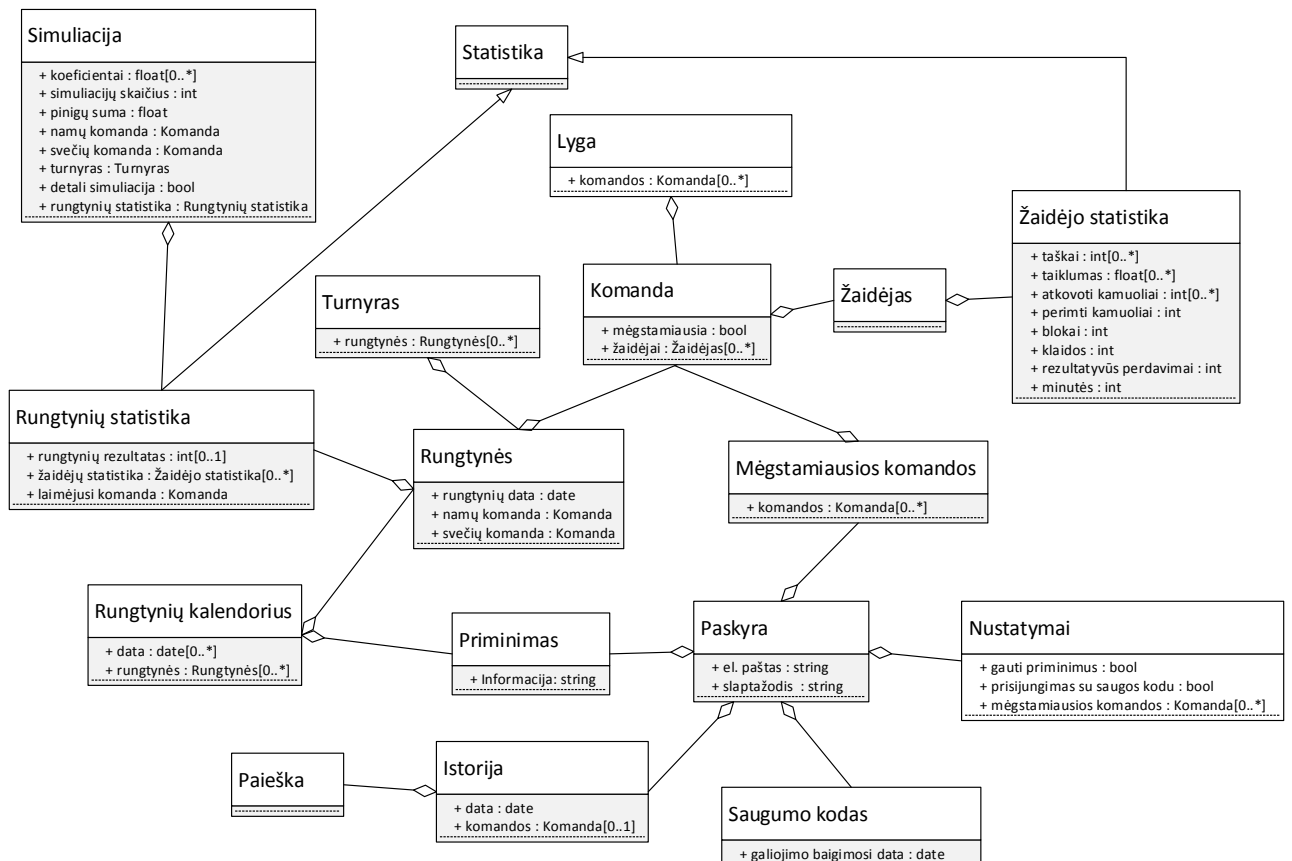 Simuliacija
+ koeficientai : float[0..*]
+ simuliacijų skaičius : int
+ pinigų suma : float
+ namų komanda : Komanda
+ svečių komanda : Komanda
+ turnyras : Turnyras
+ detali simuliacija : bool
+ rungtynių statistika : Rungtynių statistika
Statistika
Lyga
+ komandos : Komanda[0..*]
Žaidėjo statistika
+ taškai : int[0..*]
+ taiklumas : float[0..*]
+ atkovoti kamuoliai : int[0..*]
+ perimti kamuoliai : int
+ blokai : int
+ klaidos : int
+ rezultatyvūs perdavimai : int
+ minutės : int
Turnyras
+ rungtynės : Rungtynės[0..*]
Komanda
+ mėgstamiausia : bool
+ žaidėjai : Žaidėjas[0..*]
Žaidėjas
Rungtynių statistika
+ rungtynių rezultatas : int[0..1]
+ žaidėjų statistika : Žaidėjo statistika[0..*]
+ laimėjusi komanda : Komanda
Rungtynės
+ rungtynių data : date
+ namų komanda : Komanda
+ svečių komanda : Komanda
Mėgstamiausios komandos
+ komandos : Komanda[0..*]
Rungtynių kalendorius
+ data : date[0..*]
+ rungtynės : Rungtynės[0..*]
Priminimas
+ Informacija: string
Paskyra
+ el. paštas : string
+ slaptažodis : string
Nustatymai
+ gauti priminimus : bool
+ prisijungimas su saugos kodu : bool
+ mėgstamiausios komandos : Komanda[0..*]
Paieška
Istorija
+ data : date
+ komandos : Komanda[0..1]
Saugumo kodas
+ galiojimo baigimosi data : date